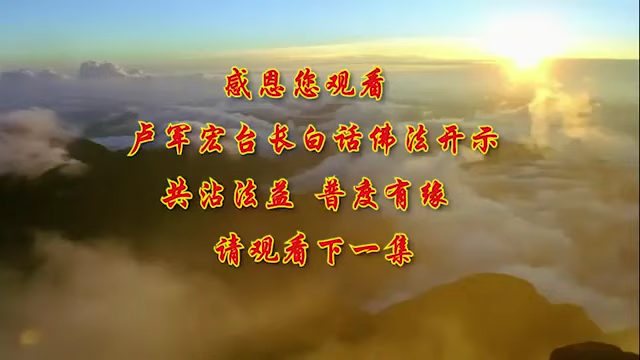 感恩您观看
卢军宏台长白话佛法开示
共沾法益 普度有缘
请观看下一集